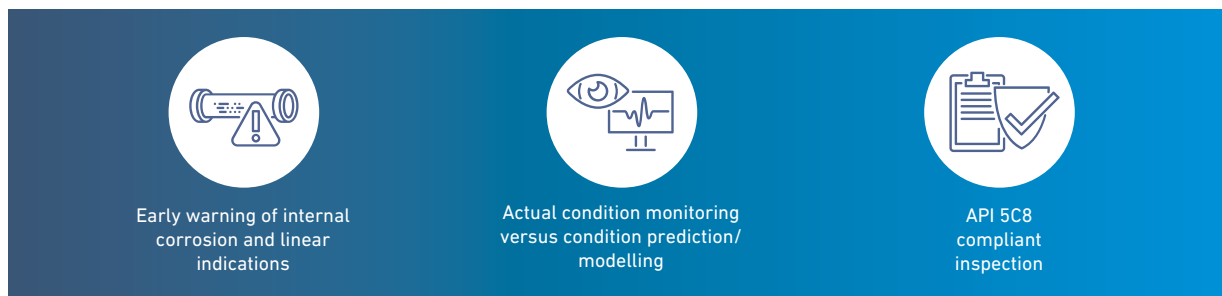 Early warning of internal
corrosion and linear
indications
Actual condition monitoring
versus condition prediction/
modelling
API 5C8
compliant
inspection